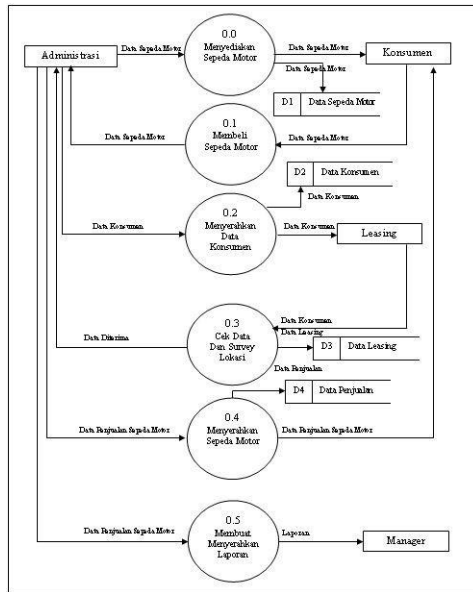 0.0
Menyediakan
Sepeda Motor
Administrasi
Data Sepeda Motor
Data Sepeda Motor
Konsumen
Data Sepeda Motor
D1 Data Sepeda Motor
0.1
Membeli
Sepeda Motor
Data Sepeda Motor
Data Sepeda Motor
D2 Data Konsumen
Data Konsumen
0.2
Menyerahkan
Data
Konsumen
Data Konsumen
Data Konsumen
Leasing
0.3
Cek Data
Dan Survey
Lokasi
Data Konsumen
Data Leasing
Data Diterima
D3 Data Leasing
Data Penjualan
D4 Data Penjualan
0.4
Menyerahkan
Sepeda Motor
Data Penjualan Sepeda Motor
Data Penjualan Sepeda Motor
0.5
Membuat
Menyerahkan
Laporan
Data Penjualan Sepeda Motor
Laporan
Manager